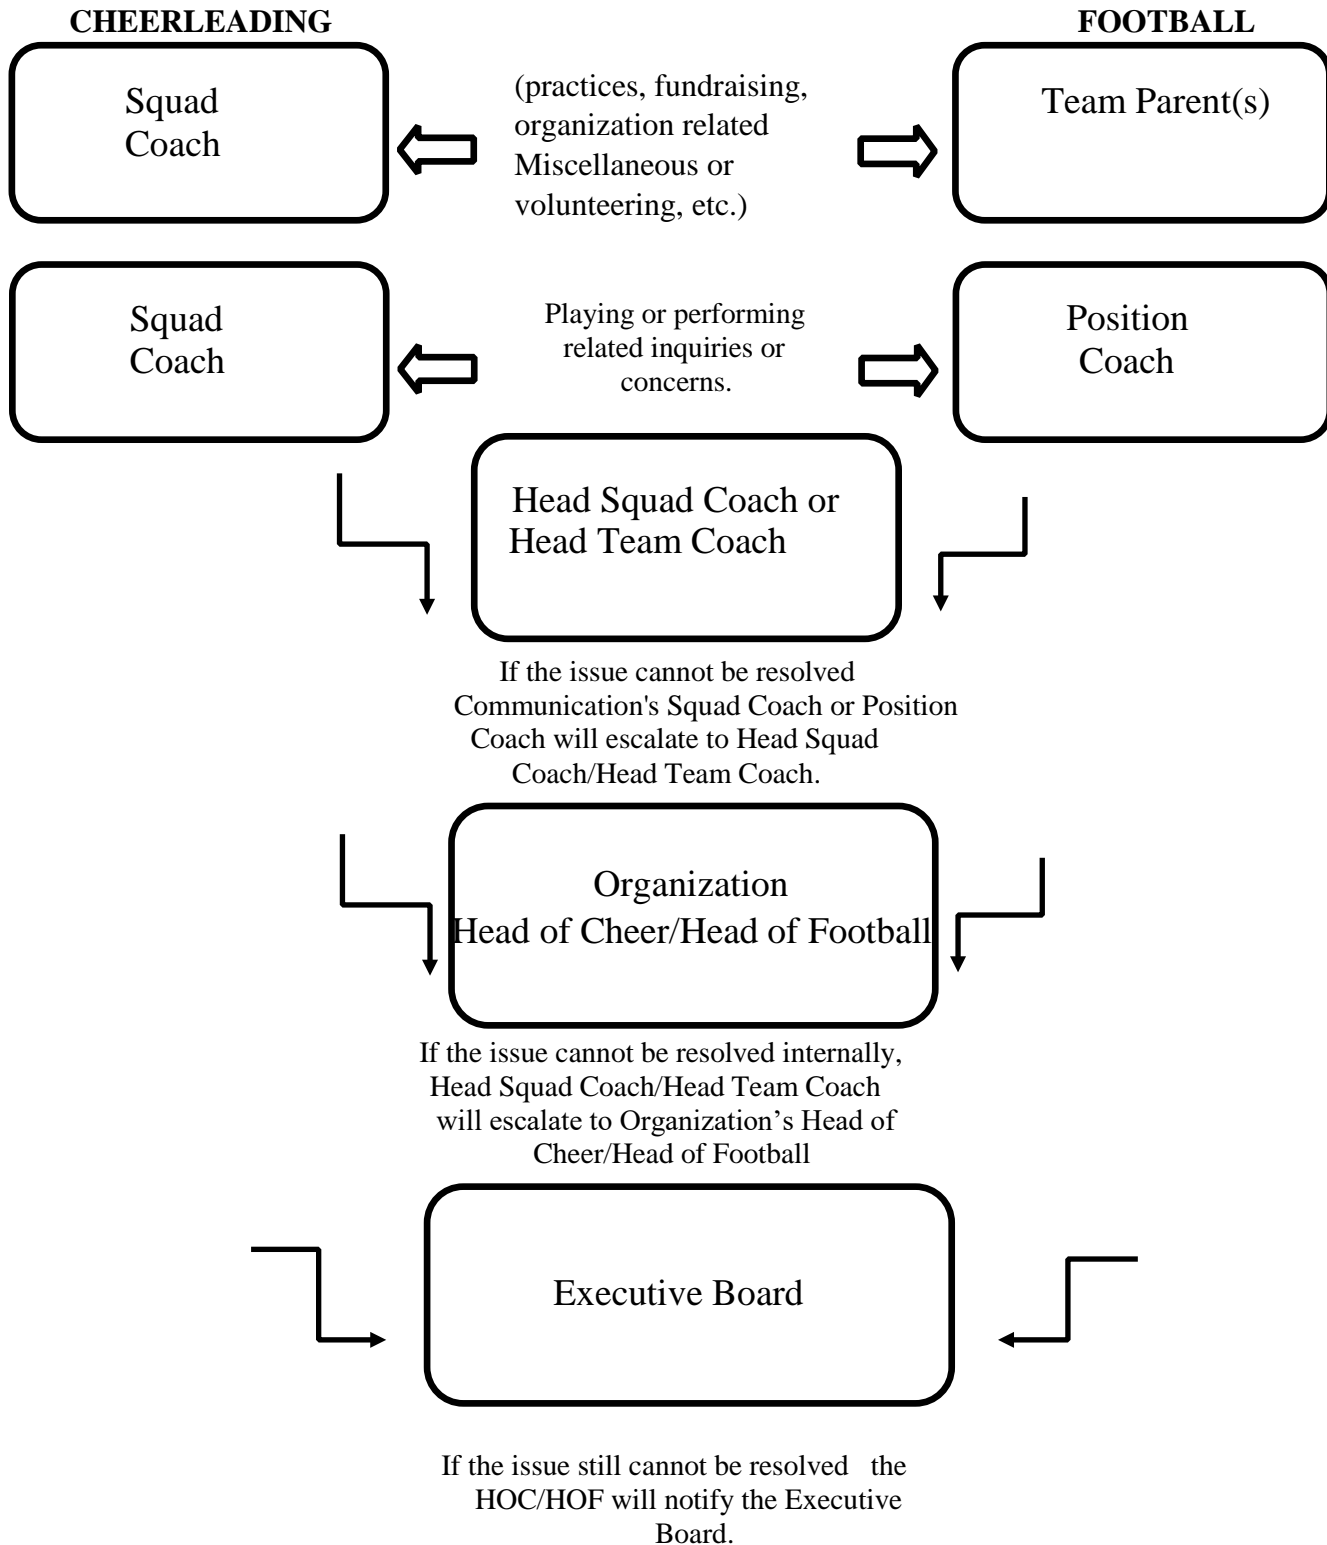 CHEERLEADING
FOOTBALL
Squad
Coach
(practices, fundraising,
organization related
Miscellaneous or
volunteering, etc.)
Team Parent(s)
Squad
Coach
Playing or performing
related inquiries or
concerns.
Position
Coach
Head Squad Coach or
Head Team Coach
If the issue cannot be resolved
Communication's Squad Coach or Position
Coach will escalate to Head Squad
Coach/Head Team Coach.
Organization
Head of Cheer/Head of Football
If the issue cannot be resolved internally,
Head Squad Coach/Head Team Coach
will escalate to Organization’s Head of
Cheer/Head of Football
Executive Board
If the issue still cannot be resolved the
HOC/HOF will notify the Executive
Board.